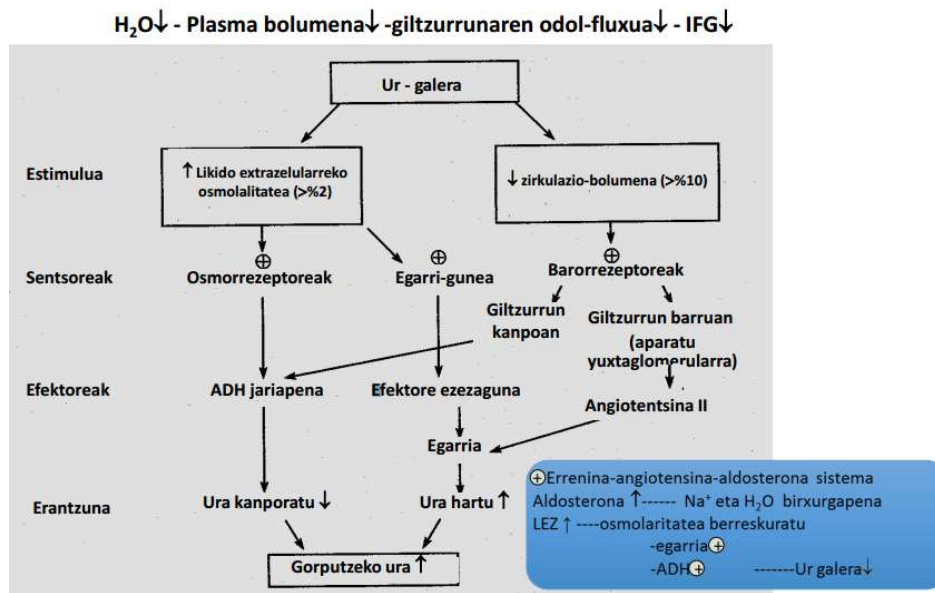 H₂O↓ - Plasma bolumena↓ -giltzurrunaren odol-fluxua↓ - IFG↓
Ur - galera
Estimulua
↑ Likido extrazelularreko
osmolalitatea (>%2)
↓ zirkulazio-bolumena (>%10)
Sentsoreak
⊕
Osmorrezeptoreak
⊕
Egarri-gunea
⊕
Barorrezeptoreak
Giltzurrun
kanpoan
Giltzurrun barruan
(aparatu
yuxtaglomerularra)
Efektoreak
ADH jariapena
Efektore ezezaguna
Angiotentsina II
Egarria
Erantzuna
Ura kanporatu ↓
Ura hartu ↑
Gorputzeko ura ↑
⊕Errenina-angiotensina-aldosterona sistema
Aldosterona ↑------ Na⁺ eta H₂O birxurgapena
LEZ ↑ ----osmolaritatea berreskuratu
-egarria⊕
-ADH⊕ -------Ur galera↓